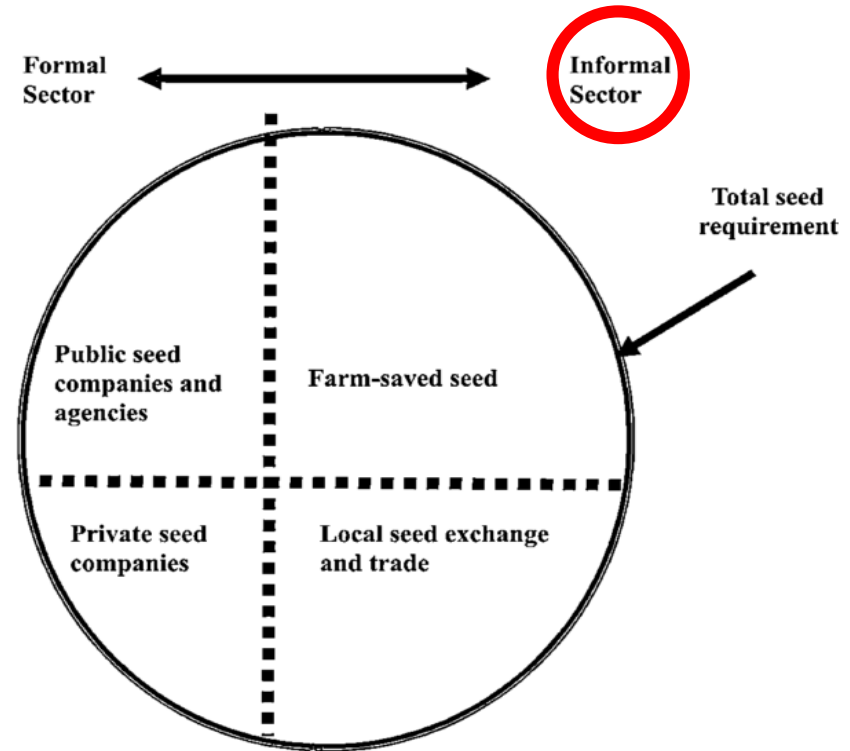 Formal
Sector
Informal
Sector
Total seed
requirement
Public seed
companies and
agencies
Farm-saved seed
Private seed
companies
Local seed exchange
and trade